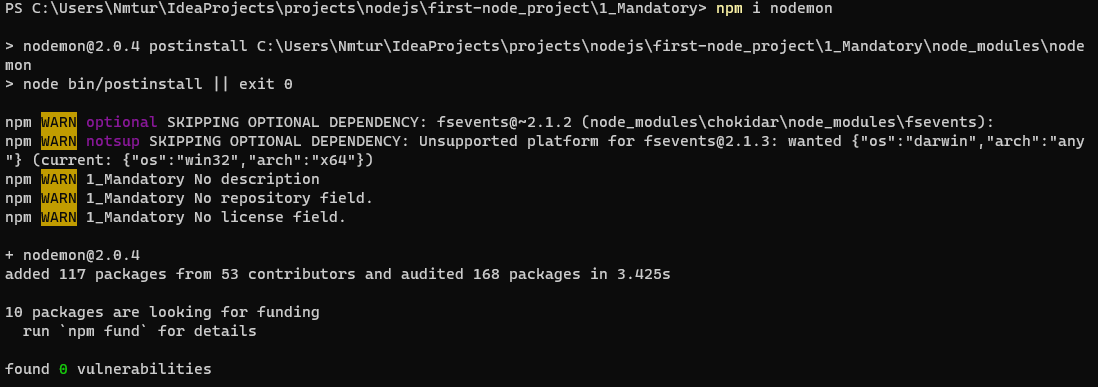 PS C:\Users\Nmtur\IdeaProjects\projects\nodejs\first-node_project\1_Mandatory> npm i nodemon
> nodemon@2.0.4 postinstall C:\Users\Nmtur\IdeaProjects\projects\nodejs\first-node_project\1_Mandatory\node_modules\node
mon
> node bin/postinstall || exit 0
npm WARN optional SKIPPING OPTIONAL DEPENDENCY: fsevents@~2.1.2 (node_modules\chokidar\node_modules\fsevents):
npm WARN notsup SKIPPING OPTIONAL DEPENDENCY: Unsupported platform for fsevents@2.1.3: wanted {"os":"darwin","arch":"any
"} (current: {"os":"win32","arch":"x64"})
npm WARN 1_Mandatory No description
npm WARN 1_Mandatory No repository field.
npm WARN 1_Mandatory No license field.
+ nodemon@2.0.4
added 117 packages from 53 contributors and audited 168 packages in 3.425s
10 packages are looking for funding
  run `npm fund` for details
found 0 vulnerabilities